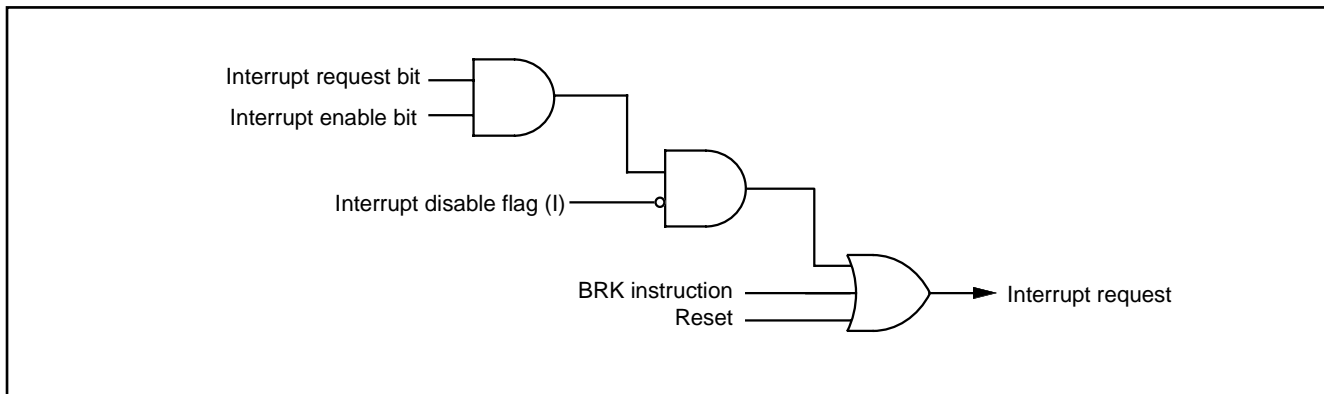 Interrupt request bit
Interrupt enable bit
Interrupt disable flag (I)
BRK instruction
Reset
Interrupt request